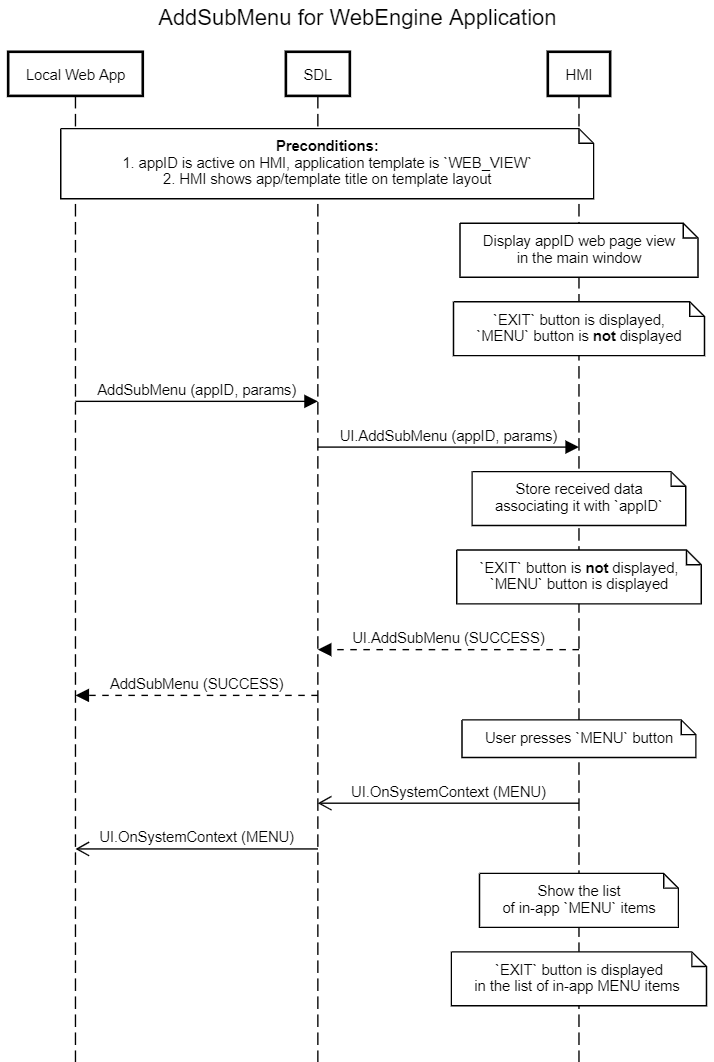 AddSubMenu for WebEngine Application
Local Web App
SDL
HMI
Preconditions:
1. appID is active on HMI, application template is `WEB_VIEW`
2. HMI shows app/template title on template layout
Display appID web page view
in the main window
`EXIT` button is displayed,
`MENU` button is not displayed
AddSubMenu (appID, params)
UI.AddSubMenu (appID, params)
Store received data
associating it with `appID`
`EXIT` button is not displayed,
`MENU` button is displayed
UI.AddSubMenu (SUCCESS)
AddSubMenu (SUCCESS)
User presses `MENU` button
UI.OnSystemContext (MENU)
UI.OnSystemContext (MENU)
Show the list
of in-app `MENU` items
`EXIT` button is displayed
in the list of in-app MENU items